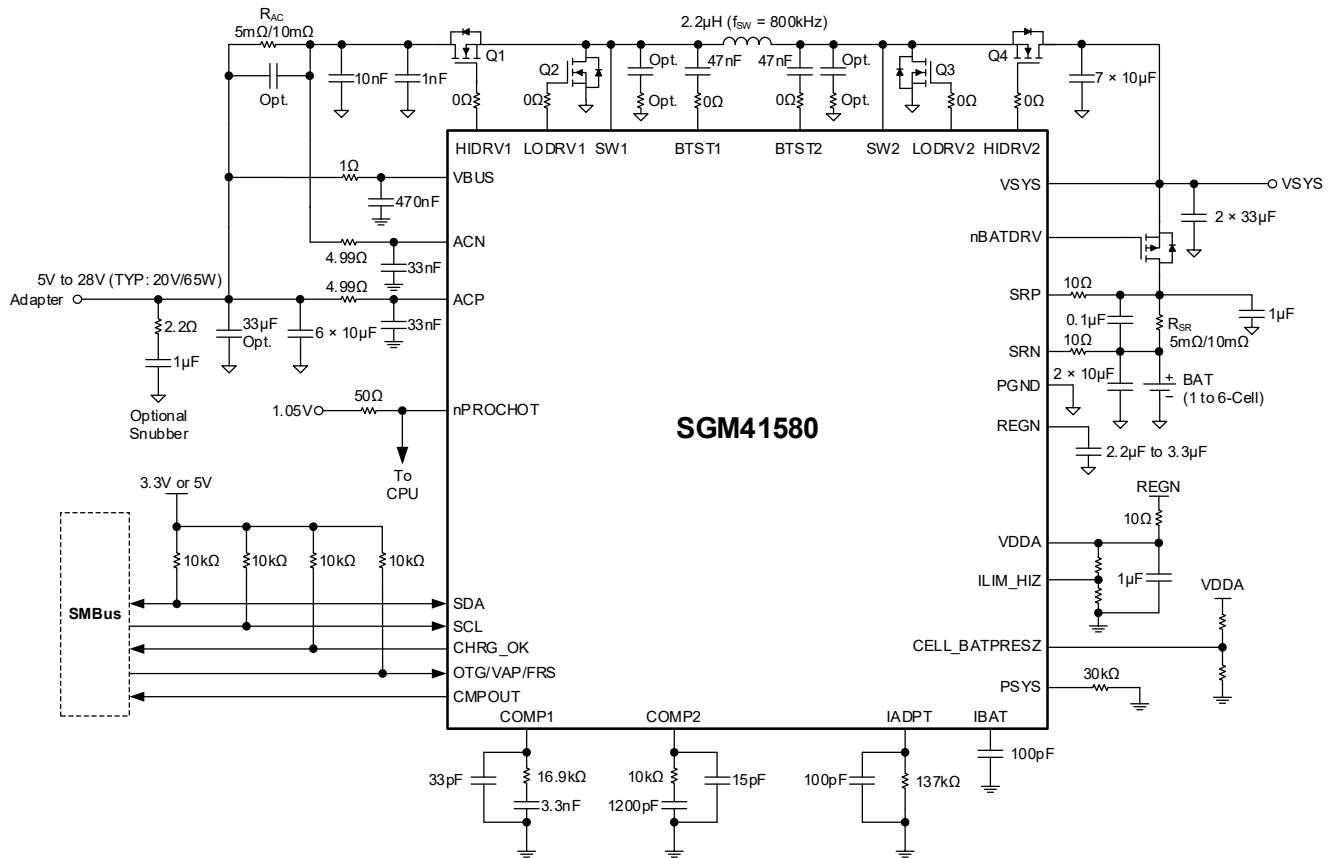 R_AC
5mΩ/10mΩ
Opt.
10nF
1nF
Q1
0Ω
Q2
0Ω
Opt.
Opt.
47nF
0Ω
2.2µH (f_SW = 800kHz)
47nF
0Ω
Opt.
Opt.
Q3
0Ω
Q4
0Ω
7 × 10µF
HIDRV1
LODRV1
SW1
BTST1
BTST2
SW2
LODRV2
HIDRV2
1Ω
VBUS
470nF
ACN
4.99Ω
33nF
5V to 28V (TYP: 20V/65W)
Adapter
4.99Ω
ACP
33nF
2.2Ω
1µF
Optional
Snubber
33µF
Opt.
6 × 10µF
1.05V
50Ω
nPROCHOT
To
CPU
SGM41580
VSYS
VSYS
2 × 33µF
nBATDRV
SRP
10Ω
0.1µF
R_SR
5mΩ/10mΩ
1µF
SRN
10Ω
PGND
2 × 10µF
+
−
BAT
(1 to 6-Cell)
REGN
2.2µF to 3.3µF
REGN
10Ω
VDDA
ILIM_HIZ
1µF
VDDA
CELL_BATPRESZ
PSYS
30kΩ
3.3V or 5V
10kΩ
10kΩ
10kΩ
10kΩ
SMBus
SDA
SCL
CHRG_OK
OTG/VAP/FRS
CMPOUT
COMP1
COMP2
IADPT
IBAT
33pF
16.9kΩ
3.3nF
10kΩ
1200pF
15pF
100pF
137kΩ
100pF